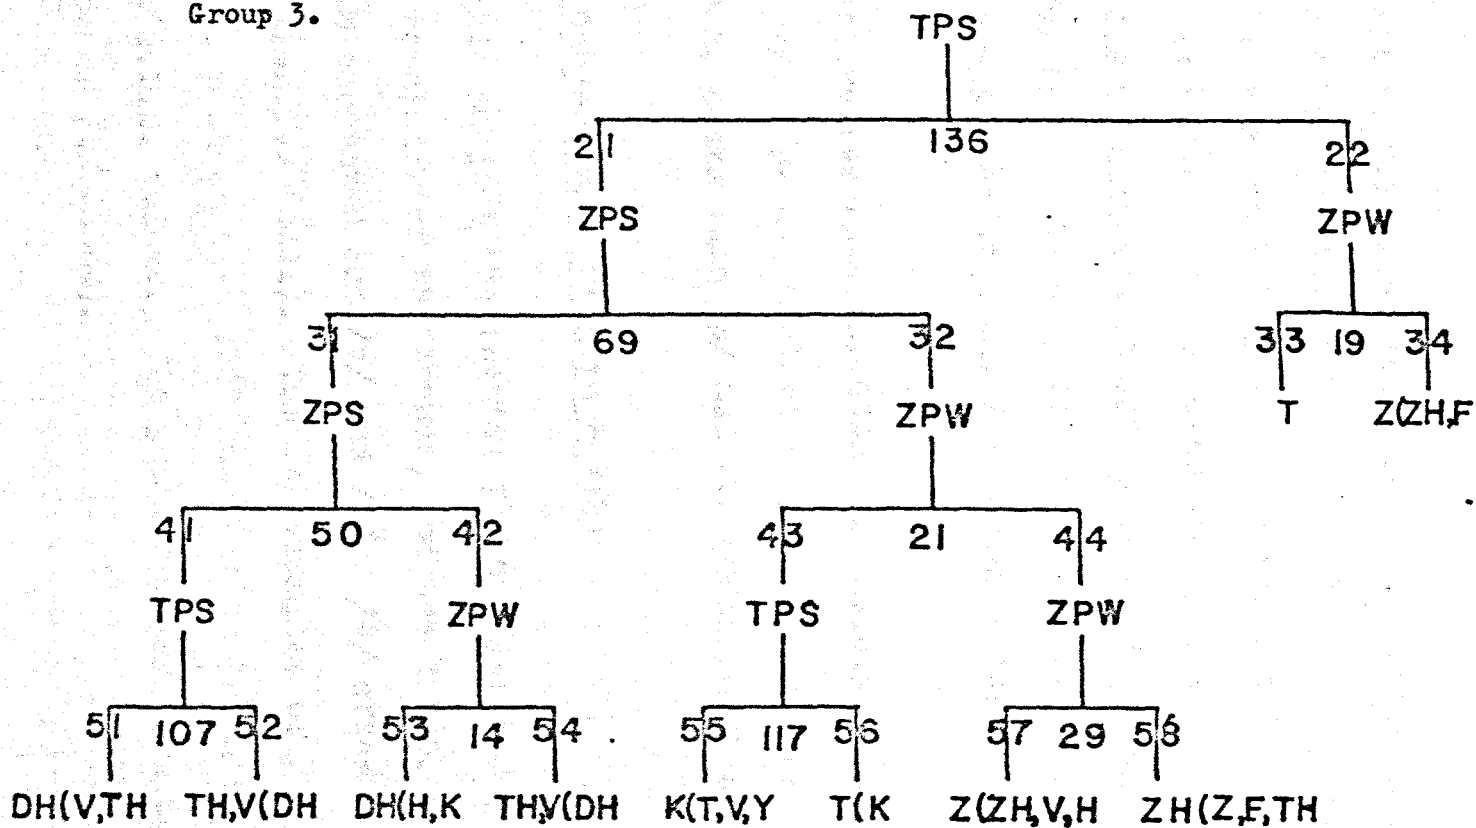 Group 3.
TPS
21 136 22
ZPS ZPW
31 69 32 33 19 34
ZPS ZPW T Z(ZH,F
41 50 42 43 21 44
TPS ZPW TPS ZPW
51 107 52 53 14 54 55 117 56 57 29 58
DH(V,TH TH,V(DH DH(H,K TH,V(DH K(T,V,Y T(K Z(ZH,V,H ZH(Z,F,TH